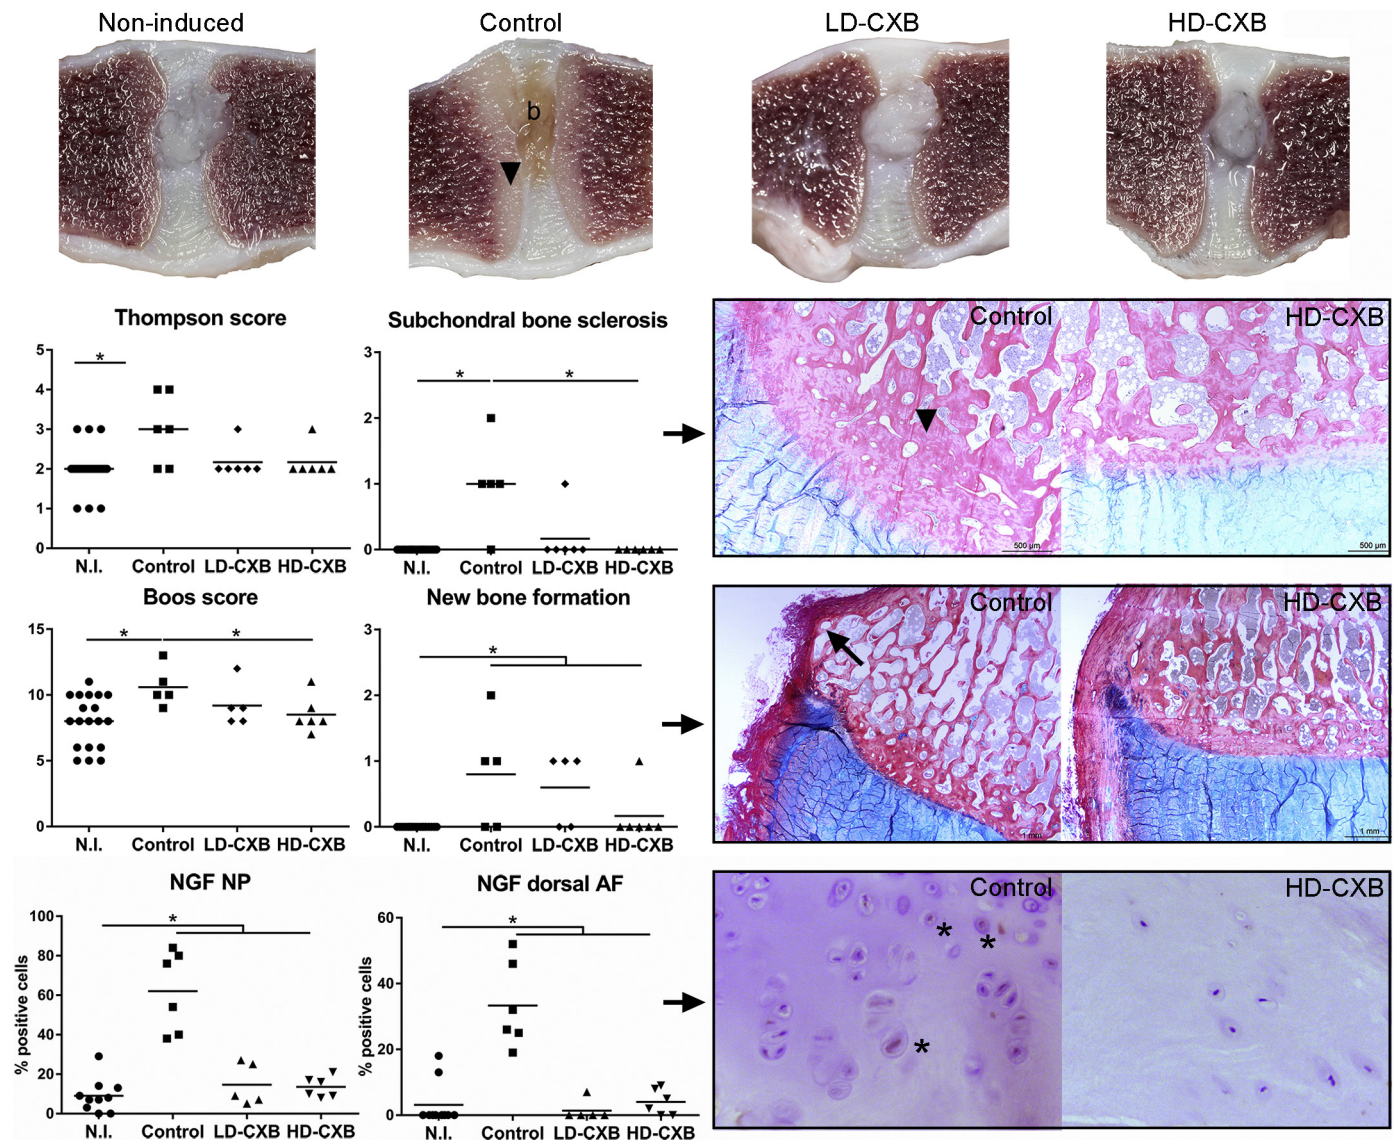 Non-induced
Control
LD-CXB
HD-CXB
b
Thompson score
5
4
3
2
1
0
*
N.I.
Control
LD-CXB
HD-CXB
Subchondral bone sclerosis
3
2
1
0
*
*
N.I.
Control
LD-CXB
HD-CXB
Control
500 µm
HD-CXB
500 µm
Boos score
15
10
5
0
*
*
N.I.
Control
LD-CXB
HD-CXB
New bone formation
3
2
1
0
*
N.I.
Control
LD-CXB
HD-CXB
Control
1 mm
HD-CXB
1 mm
NGF NP
% positive cells
100
80
60
40
20
0
*
N.I.
Control
LD-CXB
HD-CXB
NGF dorsal AF
% positive cells
60
40
20
0
*
N.I.
Control
LD-CXB
HD-CXB
Control
*
*
*
HD-CXB